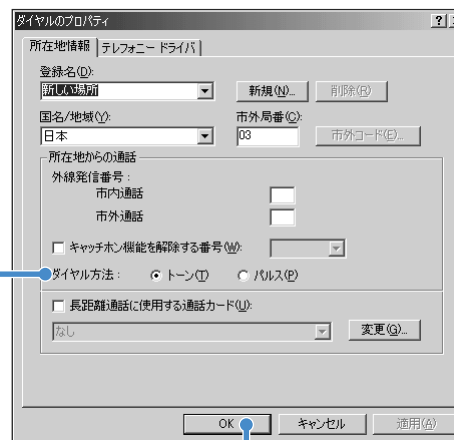 ダイヤルのプロパティ
所在地情報 テレフォニー ドライバ
登録名(D):
新しい場所 新規(N)... 削除(R)
国名/地域(Y): 市外局番(C):
日本 03 市外コード(E)...
所在地からの通話
外線発信番号:
市内通話
市外通話
キャッチホン機能を解除する番号(W):
ダイヤル方法: トーン(T) パルス(P)
長距離通話に使用する通話カード(U):
なし 変更(G)...
OK キャンセル 適用(A)